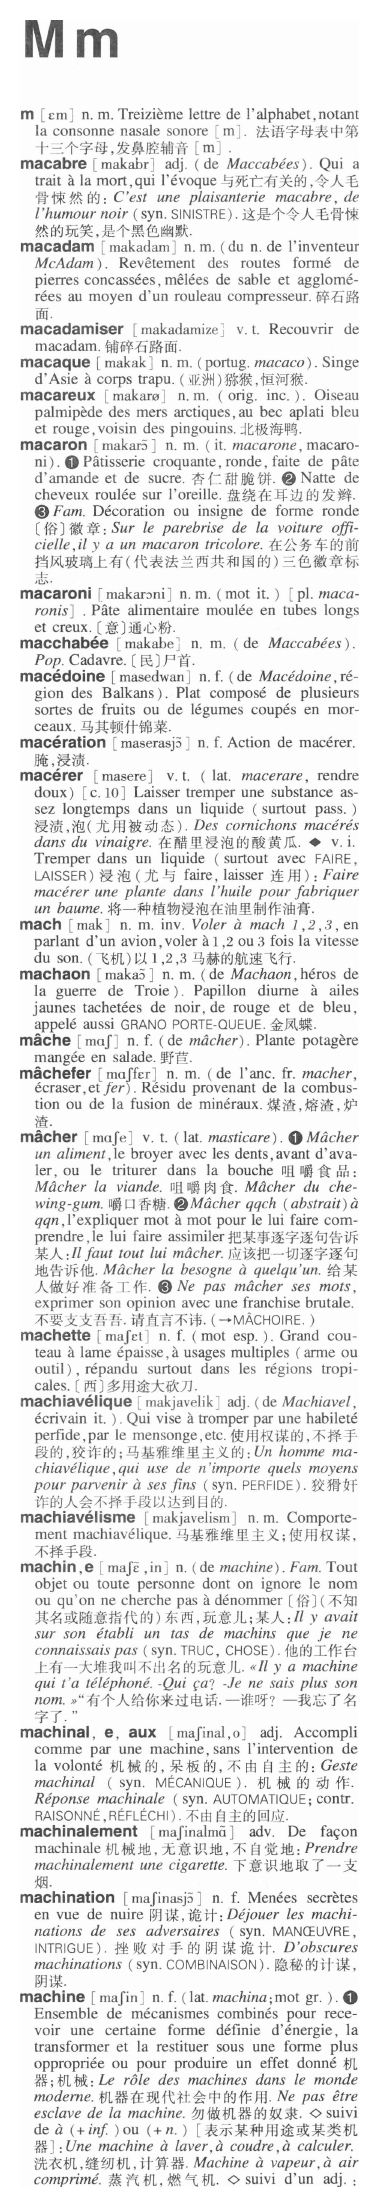 M m
m [ɛm] n. m. Treizième lettre de l'alphabet, notant
la consonne nasale sonore [m]. 法语字母表中第
十三个字母,发鼻腔辅音 [m] .
macabre [makabr] adj. (de Maccabées). Qui a
trait à la mort, qui l'évoque 与死亡有关的,令人毛
骨悚然的: C'est une plaisanterie macabre, de
l'humour noir (syn. SINISTRE). 这是个令人毛骨悚
然的玩笑,是个黑色幽默.
macadam [makadam] n. m. (du n. de l'inventeur
McAdam). Revêtement des routes formé de
pierres concassées, mêlées de sable et agglomé-
rées au moyen d'un rouleau compresseur. 碎石路
面.
macadamiser [makadamize] v. t. Recouvrir de
macadam. 铺碎石路面.
macaque [makak] n. m. (portug. macaco). Singe
d'Asie à corps trapu. (亚洲)猕猴,恒河猴.
macareux [makarø] n. m. (orig. inc.). Oiseau
palmipède des mers arctiques, au bec aplati bleu
et rouge, voisin des pingouins. 北极海鸭.
macaron [makarɔ̃] n. m. (it. macarone, macaro-
ni). ❶ Pâtisserie croquante, ronde, faite de pâte
d'amande et de sucre. 杏仁甜脆饼. ❷ Natte de
cheveux roulée sur l'oreille. 盘绕在耳边的发辫.
❸ Fam. Décoration ou insigne de forme ronde
〔俗〕徽章: Sur le parebrise de la voiture offi-
cielle, il y a un macaron tricolore. 在公务车的前
挡风玻璃上有(代表法兰西共和国的)三色徽章标
志.
macaroni [makarɔni] n. m. (mot it.) [pl. maca-
ronis] . Pâte alimentaire moulée en tubes longs
et creux. 〔意〕通心粉.
macchabée [makabe] n. m. (de Maccabées).
Pop. Cadavre. 〔民〕尸首.
macédoine [masedwan] n. f. (de Macédoine, ré-
gion des Balkans). Plat composé de plusieurs
sortes de fruits ou de légumes coupés en mor-
ceaux. 马其顿什锦菜.
macération [maserasjɔ̃] n. f. Action de macérer.
腌,浸渍.
macérer [masere] v. t. (lat. macerare, rendre
doux) [c. 10] Laisser tremper une substance as-
sez longtemps dans un liquide (surtout pass.)
浸渍,泡(尤用被动态). Des cornichons macérés
dans du vinaigre. 在醋里浸泡的酸黄瓜. ◆ v. i.
Tremper dans un liquide (surtout avec FAIRE,
LAISSER) 浸泡(尤与 faire, laisser 连用): Faire
macérer une plante dans l'huile pour fabriquer
un baume. 将一种植物浸泡在油里制作油膏.
mach [mak] n. m. inv. Voler à mach 1,2,3, en
parlant d'un avion, voler à 1,2 ou 3 fois la vitesse
du son. (飞机)以 1,2,3 马赫的航速飞行.
machaon [makaɔ̃] n. m. (de Machaon, héros de
la guerre de Troie). Papillon diurne à ailes
jaunes tachetées de noir, de rouge et de bleu,
appelé aussi GRANO PORTE-QUEUE. 金凤蝶.
mâche [mɑʃ] n. f. (de mâcher). Plante potagère
mangée en salade. 野苣.
mâchefer [mɑʃfɛr] n. m. (de l'anc. fr. macher,
écraser, et fer). Résidu provenant de la combus-
tion ou de la fusion de minéraux. 煤渣,熔渣,炉
渣.
mâcher [mɑʃe] v. t. (lat. masticare). ❶ Mâcher
un aliment, le broyer avec les dents, avant d'ava-
ler, ou le triturer dans la bouche 咀嚼食品:
Mâcher la viande. 咀嚼肉食. Mâcher du che-
wing-gum. 嚼口香糖. ❷ Mâcher qqch (abstrait) à
qqn, l'expliquer mot à mot pour le lui faire com-
prendre, le lui faire assimiler 把某事逐字逐句告诉
某人: Il faut tout lui mâcher. 应该把一切逐字逐句
地告诉他. Mâcher la besogne à quelqu'un. 给某
人做好准备工作. ❸ Ne pas mâcher ses mots,
exprimer son opinion avec une franchise brutale.
不要支支吾吾. 请直言不讳. (→MÂCHOIRE. )
machette [maʃɛt] n. f. (mot esp.). Grand cou-
teau à lame épaisse, à usages multiples (arme ou
outil), répandu surtout dans les régions tropi-
cales. 〔西〕多用途大砍刀.
machiavélique [makjavelik] adj. (de Machiavel,
écrivain it.). Qui vise à tromper par une habileté
perfide, par le mensonge, etc. 使用权谋的,不择手
段的,狡诈的;马基雅维里主义的: Un homme ma-
chiavélique, qui use de n'importe quels moyens
pour parvenir à ses fins (syn. PERFIDE). 狡猾奸
诈的人会不择手段以达到目的.
machiavélisme [makjavelism] n. m. Comporte-
ment machiavélique. 马基雅维里主义;使用权谋,
不择手段.
machin, e [maʃɛ̃, in] n. (de machine). Fam. Tout
objet ou toute personne dont on ignore le nom
ou qu'on ne cherche pas à dénommer 〔俗〕(不知
其名或随意指代的)东西,玩意儿;某人: Il y avait
sur son établi un tas de machins que je ne
connaissais pas (syn. TRUC, CHOSE). 他的工作台
上有一大堆我叫不出名的玩意儿. «Il y a machine
qui t'a téléphoné. -Qui ça? -Je ne sais plus son
nom. »“有个人给你来过电话. —谁呀? —我忘了名
字了. ”
machinal, e, aux [maʃinal, o] adj. Accompli
comme par une machine, sans l'intervention de
la volonté 机械的, 呆板的, 不由自主的: Geste
machinal (syn. MÉCANIQUE). 机械的动作.
Réponse machinale (syn. AUTOMATIQUE; contr.
RAISONNÉ, RÉFLÉCHI). 不由自主的回应.
machinalement [maʃinalmɑ̃] adv. De façon
machinale 机械地, 无意识地, 不自觉地: Prendre
machinalement une cigarette. 下意识地取了一支
烟.
machination [maʃinasjɔ̃] n. f. Menées secrètes
en vue de nuire 阴谋,诡计: Déjouer les machi-
nations de ses adversaires (syn. MANŒUVRE,
INTRIGUE). 挫败对手的阴谋诡计. D'obscures
machinations (syn. COMBINAISON). 隐秘的计谋,
阴谋.
machine [maʃin] n. f. (lat. machina; mot gr.). ❶
Ensemble de mécanismes combinés pour rece-
voir une certaine forme définie d'énergie, la
transformer et la restituer sous une forme plus
oppropriée ou pour produire un effet donné 机
器;机械: Le rôle des machines dans le monde
moderne. 机器在现代社会中的作用. Ne pas être
esclave de la machine. 勿做机器的奴隶. ◇ suivi
de à (+ inf.) ou (+ n.) [表示某种用途或某类机
器]: Une machine à laver, à coudre, à calculer.
洗衣机,缝纫机,计算器. Machine à vapeur, à air
comprimé. 蒸汽机,燃气机. ◇ suivi d'un adj. :